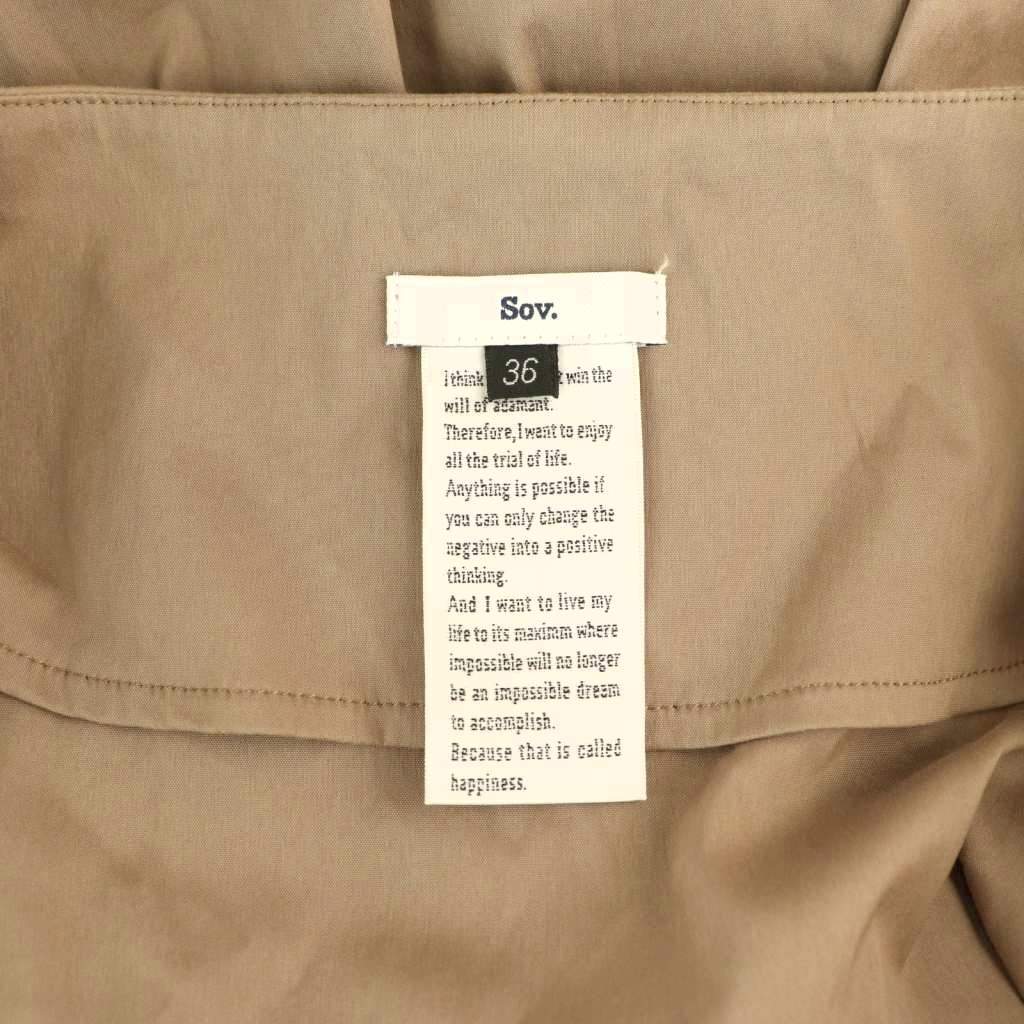 Sov.
36
I think t win the
will of adamant.
Therefore, I want to enjoy
all the trial of life.
Anything is possible if
you can only change the
negative into a positive
thinking.
And I want to live my
life to its maximm where
impossible will no longer
be an impossible dream
to accomplish.
Because that is called
happiness.